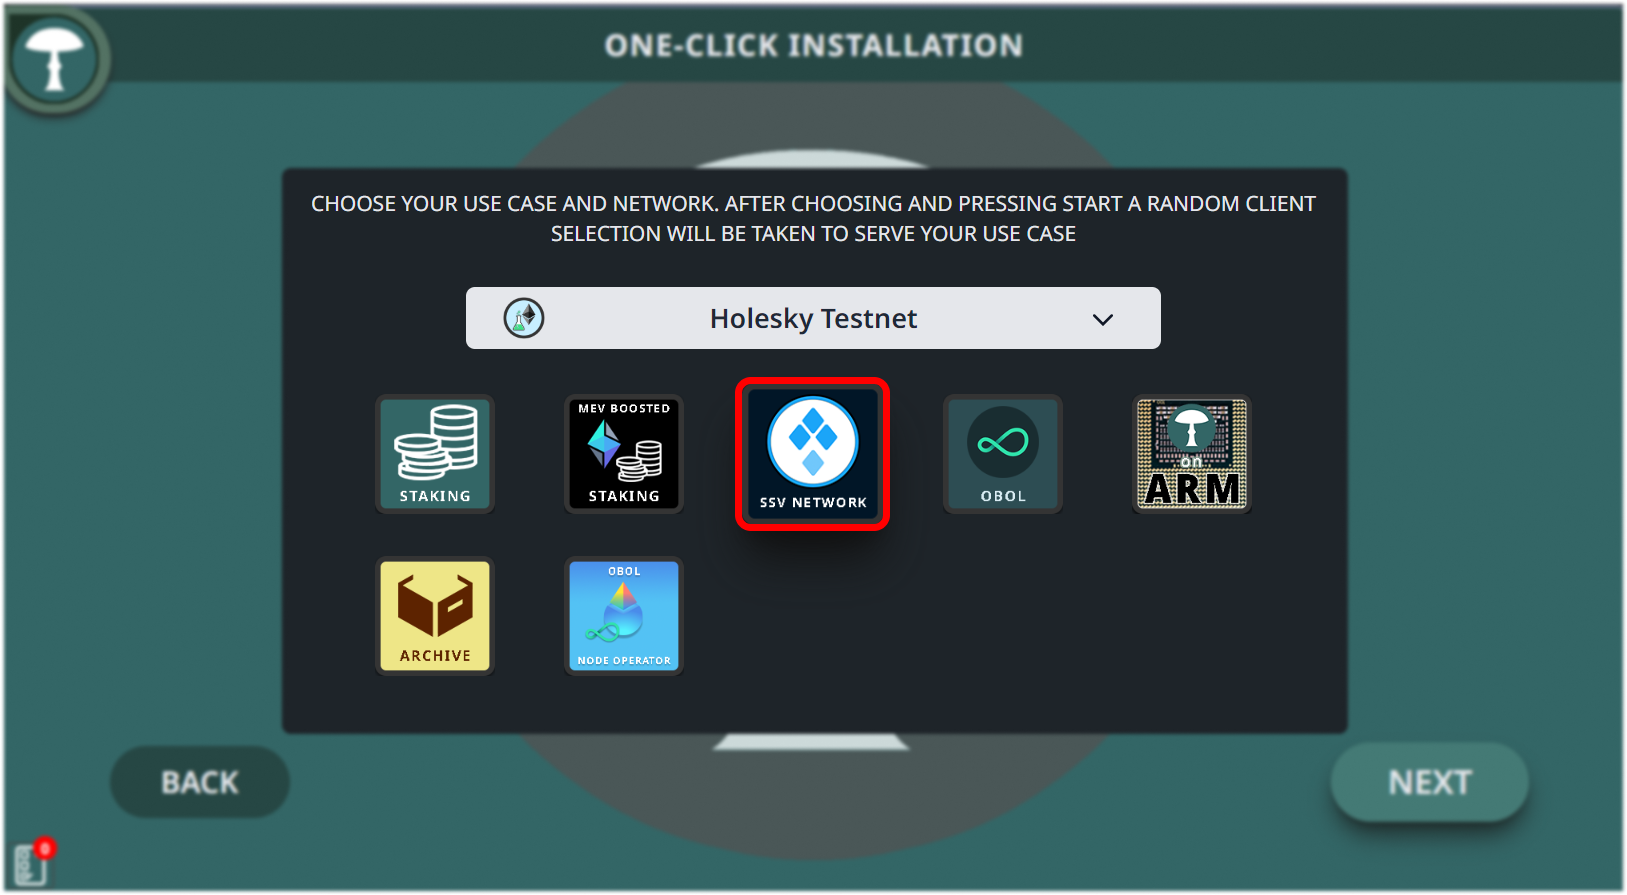 ONE-CLICK INSTALLATION
CHOOSE YOUR USE CASE AND NETWORK. AFTER CHOOSING AND PRESSING START A RANDOM CLIENT
SELECTION WILL BE TAKEN TO SERVE YOUR USE CASE
Holesky Testnet
STAKING
MEV BOOSTED
STAKING
SSV NETWORK
OBOL
on
ARM
ARCHIVE
OBOL
NODE OPERATOR
BACK
NEXT
0